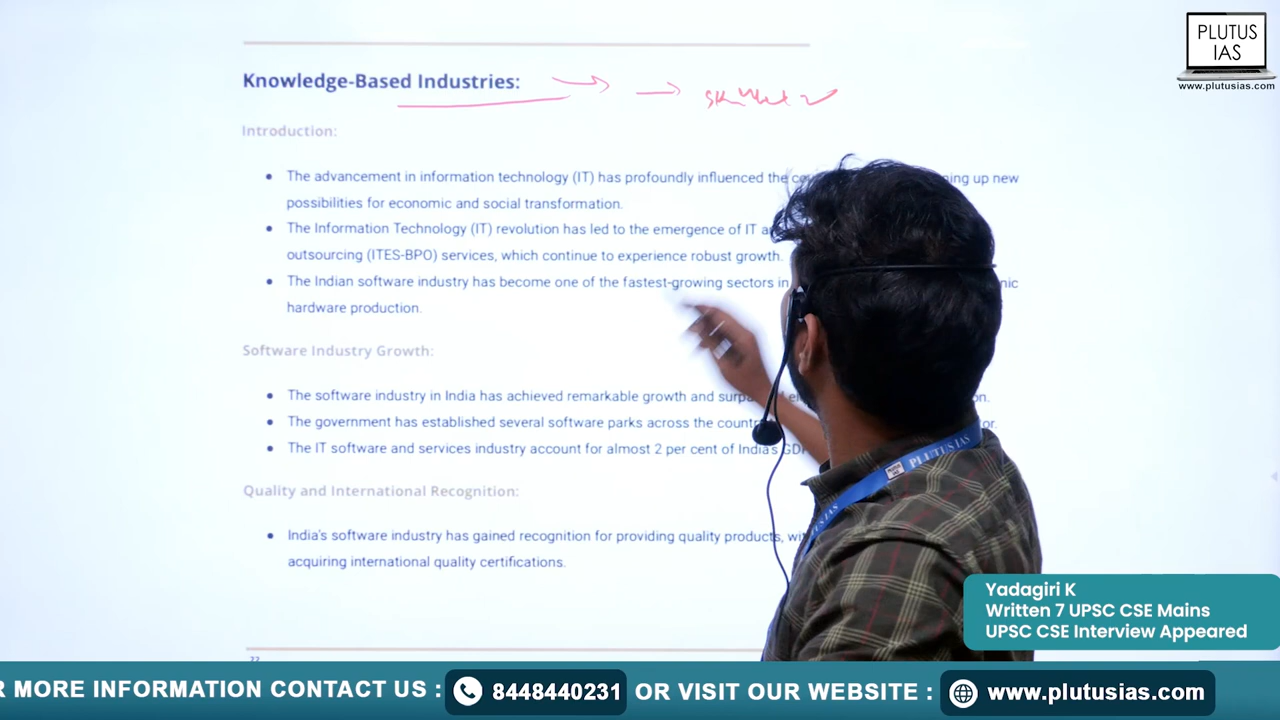 PLUTUS
IAS
www.plutusias.com
Knowledge-Based Industries:
Introduction:
• The advancement in information technology (IT) has profoundly influenced the up new
possibilities for economic and social transformation.
• The Information Technology (IT) revolution has led to the emergence of IT
outsourcing (ITES-BPO) services, which continue to experience robust growth.
• The Indian software industry has become one of the fastest-growing sectors in
hardware production.
Software Industry Growth:
• The software industry in India has achieved remarkable growth and
• The government has established several software parks across the
• The IT software and services industry account for almost 2 per cent of India's
Quality and International Recognition:
• India's software industry has gained recognition for providing quality products,
acquiring international quality certifications.
PLUTUS IAS
Yadagiri K
Written 7 UPSC CSE Mains
UPSC CSE Interview Appeared
MORE INFORMATION CONTACT US : 8448440231 OR VISIT OUR WEBSITE : www.plutusias.com